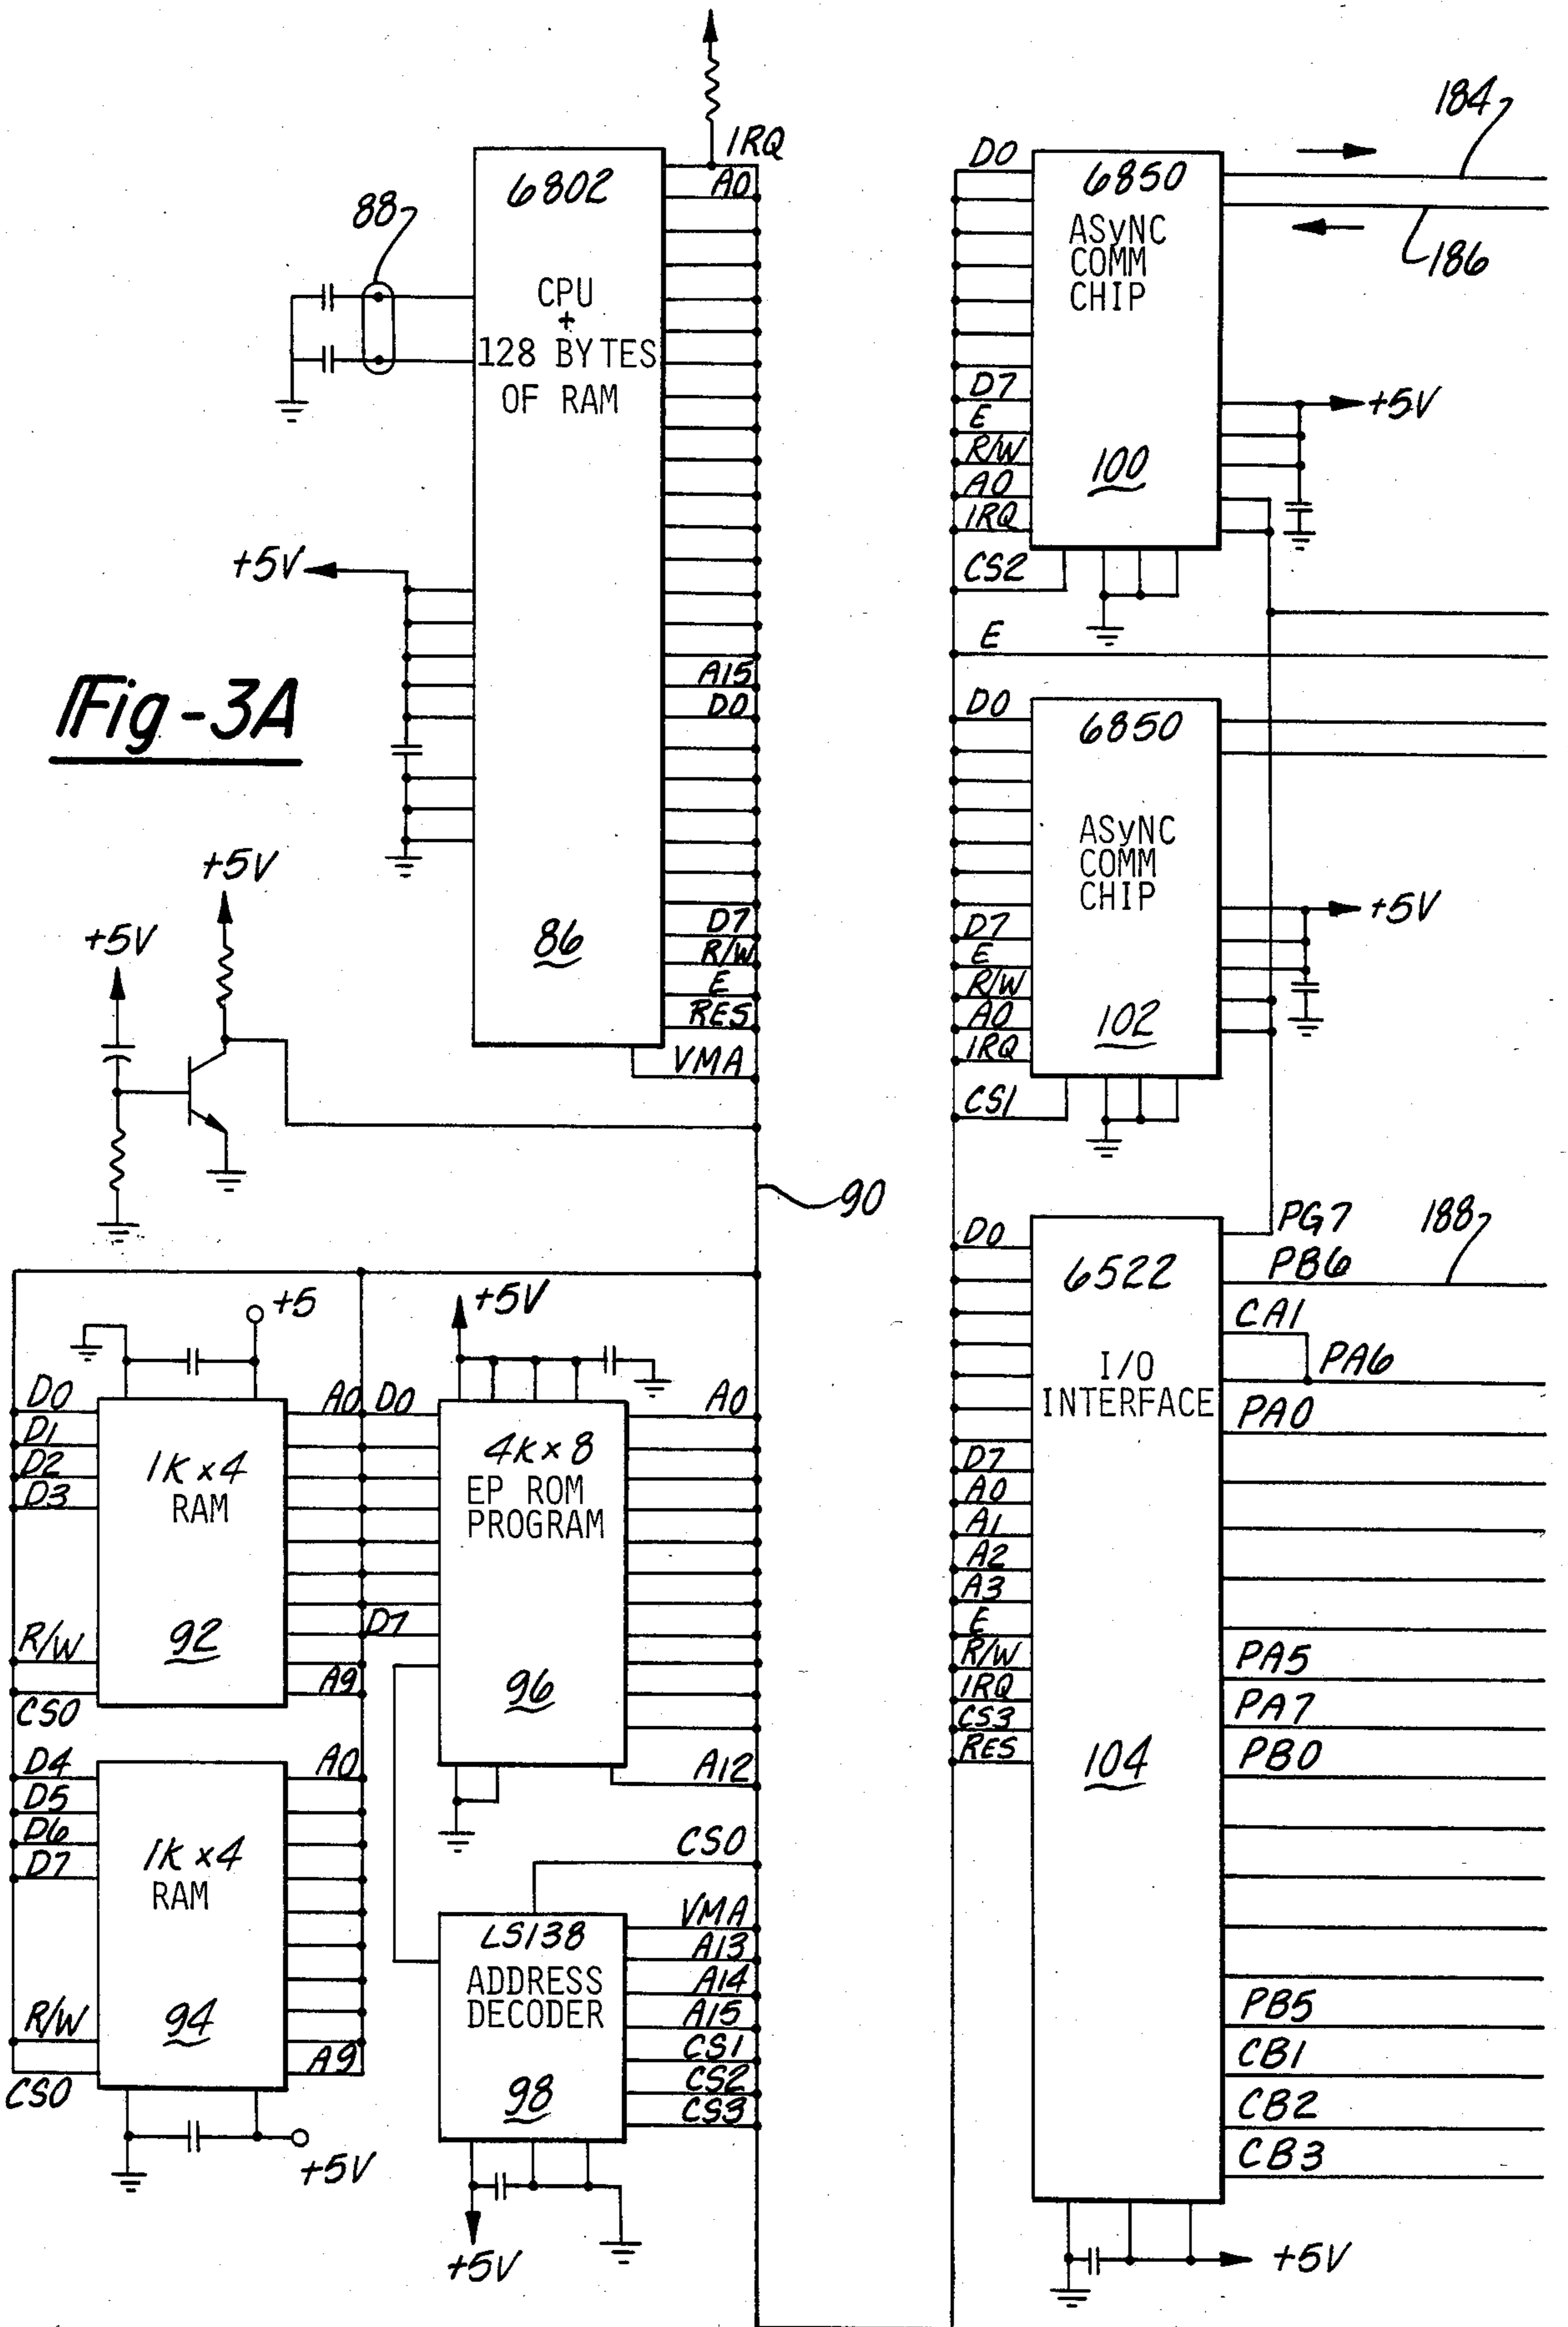 IRQ
6802
A0
88
CPU
+
128 BYTES
OF RAM
+5V
A15
D0
Fig-3A
+5V
+5V
86
D7
R/W
E
RES
VMA
90
184
D0
6850
ASyNC
COMM
CHIP
186
D7
E
R/W
A0
IRQ
100
+5V
CS2
E
D0
6850
ASyNC
COMM
CHIP
D7
E
R/W
A0
IRQ
102
+5V
CS1
+5
D0
D1
D2
D3
1K x4
RAM
A0
R/W
92
CS0
A9
D4
D5
D6
D7
1K x4
RAM
A0
R/W
94
CS0
A9
+5V
+5V
D0
4K x 8
EP ROM
PROGRAM
A0
D7
96
A12
CS0
LS138
ADDRESS
DECODER
98
VMA
A13
A14
A15
CS1
CS2
CS3
+5V
D0
6522
I/O
INTERFACE
D7
A0
A1
A2
A3
E
R/W
IRQ
CS3
RES
104
PG7
188
PB6
CA1
PA6
PA0
PA5
PA7
PB0
PB5
CB1
CB2
CB3
+5V